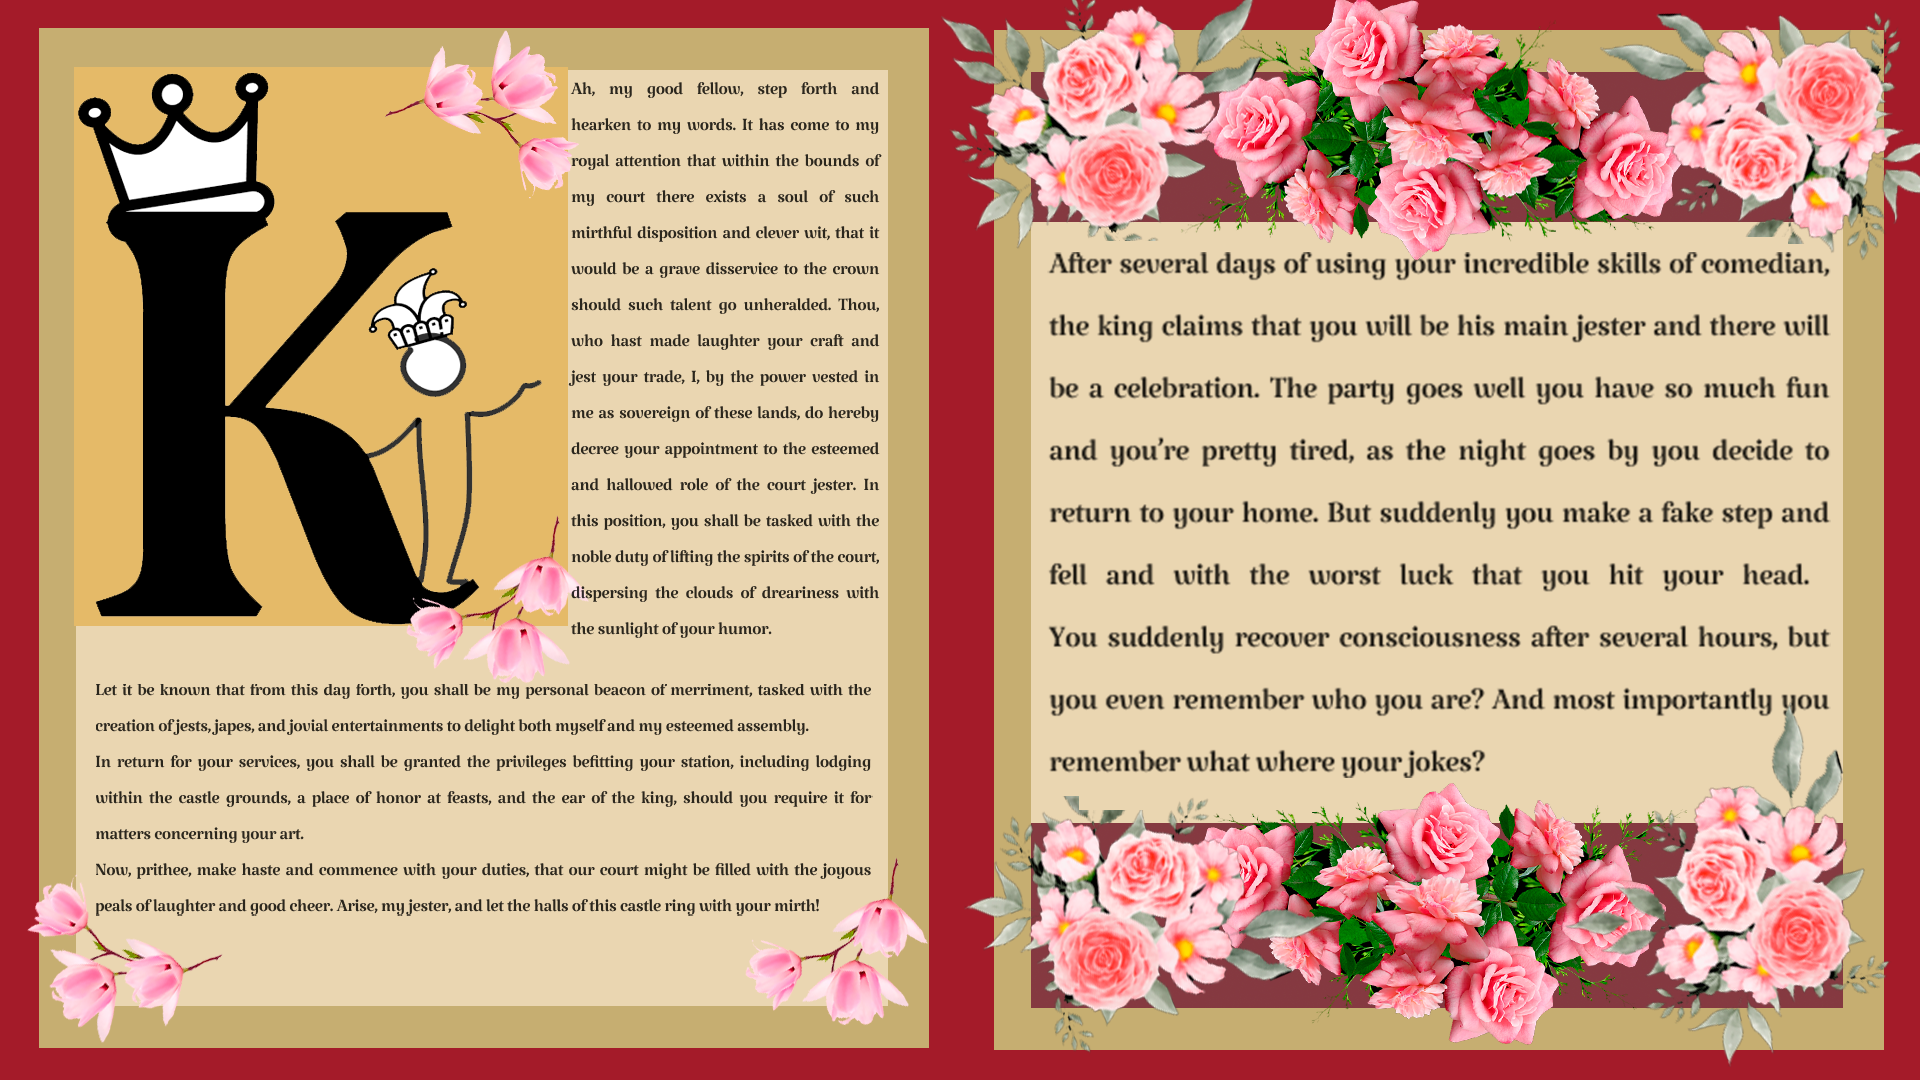 K
Ah, my good fellow, step forth and
hearken to my words. It has come to my
royal attention that within the bounds of
my court there exists a soul of such
mirthful disposition and clever wit, that it
would be a grave disservice to the crown
should such talent go unheralded. Thou,
who hast made laughter your craft and
jest your trade, I, by the power vested in
me as sovereign of these lands, do hereby
decree your appointment to the esteemed
and hallowed role of the court jester. In
this position, you shall be tasked with the
noble duty of lifting the spirits of the court,
dispersing the clouds of dreariness with
the sunlight of your humor.
Let it be known that from this day forth, you shall be my personal beacon of merriment, tasked with the
creation of jests, japes, and jovial entertainments to delight both myself and my esteemed assembly.
In return for your services, you shall be granted the privileges befitting your station, including lodging
within the castle grounds, a place of honor at feasts, and the ear of the king, should you require it for
matters concerning your art.
Now, prithee, make haste and commence with your duties, that our court might be filled with the joyous
peals of laughter and good cheer. Arise, my jester, and let the halls of this castle ring with your mirth!
After several days of using your incredible skills of comedian,
the king claims that you will be his main jester and there will
be a celebration. The party goes well you have so much fun
and you're pretty tired, as the night goes by you decide to
return to your home. But suddenly you make a fake step and
fell and with the worst luck that you hit your head.
You suddenly recover consciousness after several hours, but
you even remember who you are? And most importantly you
remember what where your jokes?